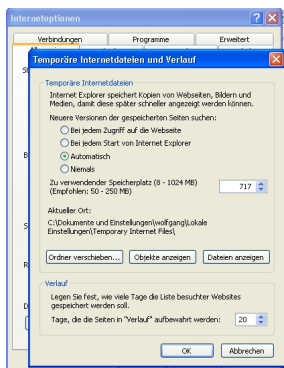 Internetoptionen
Verbindungen Programme Erweitert
Temporäre Internetdateien und Verlauf
Temporäre Internetdateien
Internet Explorer speichert Kopien von Webseiten, Bildern und
Medien, damit diese später schneller angezeigt werden können.
Neuere Versionen der gespeicherten Seiten suchen:
Bei jedem Zugriff auf die Webseite
Bei jedem Start von Internet Explorer
Automatisch
Niemals
Zu verwendender Speicherplatz (8 - 1024 MB) 717
(Empfohlen: 50 - 250 MB)
Aktueller Ort:
C:\Dokumente und Einstellungen\wolfgang\Lokale
Einstellungen\Temporary Internet Files\
Ordner verschieben... Objekte anzeigen Dateien anzeigen
Verlauf
Legen Sie fest, wie viele Tage die Liste besuchter Websites
gespeichert werden soll.
Tage, die die Seiten in "Verlauf" aufbewahrt werden: 20
OK Abbrechen